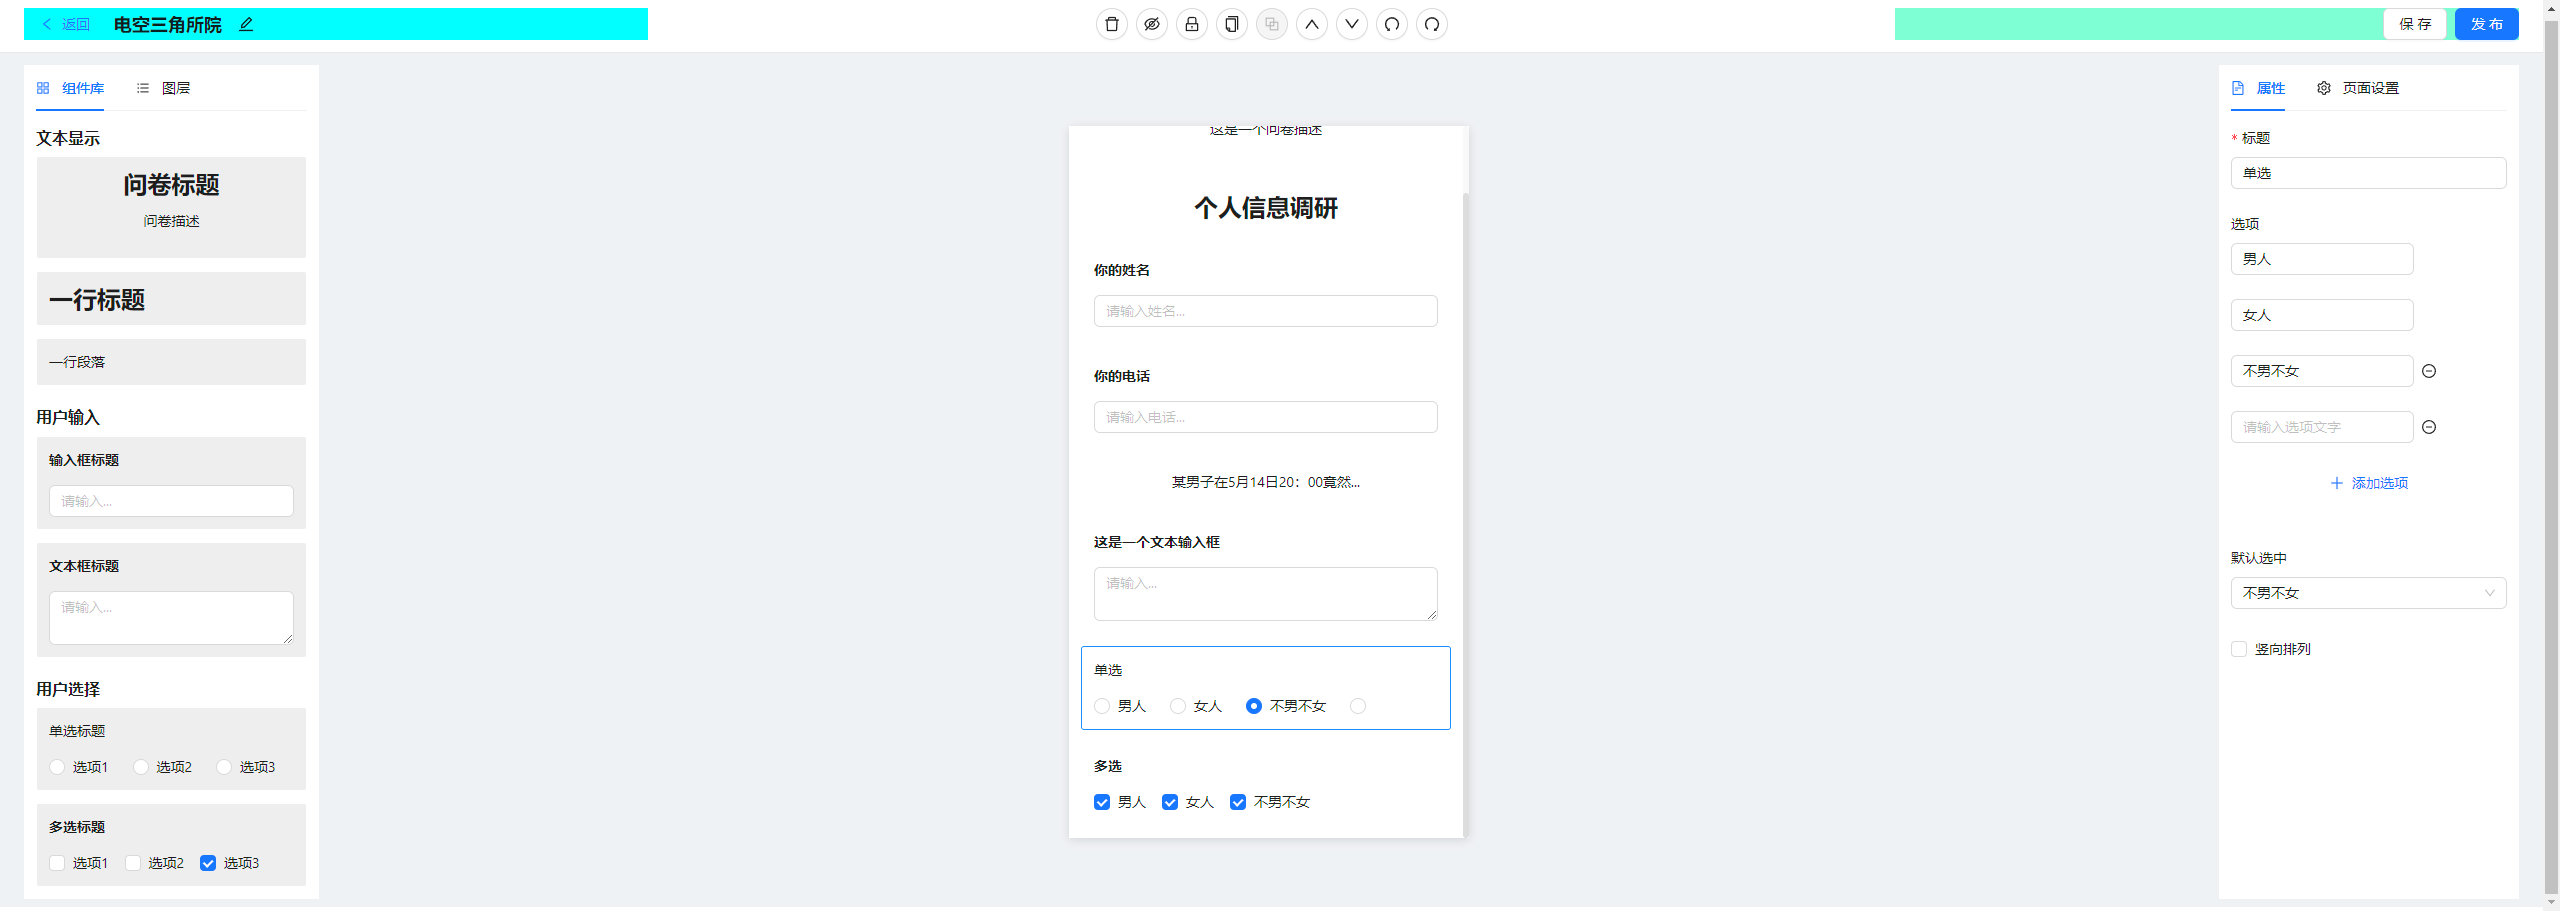 返回 电空三角所院
保 存 发 布
组件库 图层
文本显示
问卷标题
问卷描述
一行标题
一行段落
用户输入
输入框标题
请输入...
文本框标题
请输入...
用户选择
单选标题
选项1 选项2 选项3
多选标题
选项1 选项2 选项3
这是一个问卷描述
个人信息调研
你的姓名
请输入姓名...
你的电话
请输入电话...
某男子在5月14日20：00竟然...
这是一个文本输入框
请输入...
单选
男人 女人 不男不女
多选
男人 女人 不男不女
属性 页面设置
* 标题
单选
选项
男人
女人
不男不女
请输入选项文字
添加选项
默认选中
不男不女
竖向排列